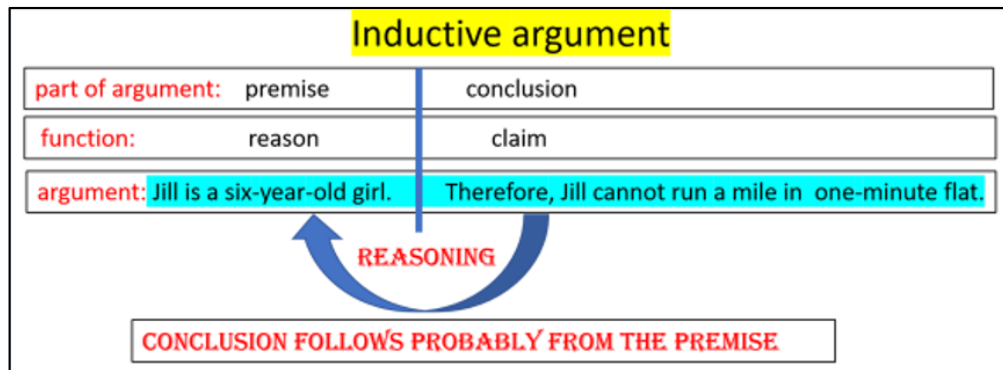 Inductive argument
part of argument: premise conclusion
function: reason claim
argument: Jill is a six-year-old girl. Therefore, Jill cannot run a mile in one-minute flat.
REASONING
CONCLUSION FOLLOWS PROBABLY FROM THE PREMISE